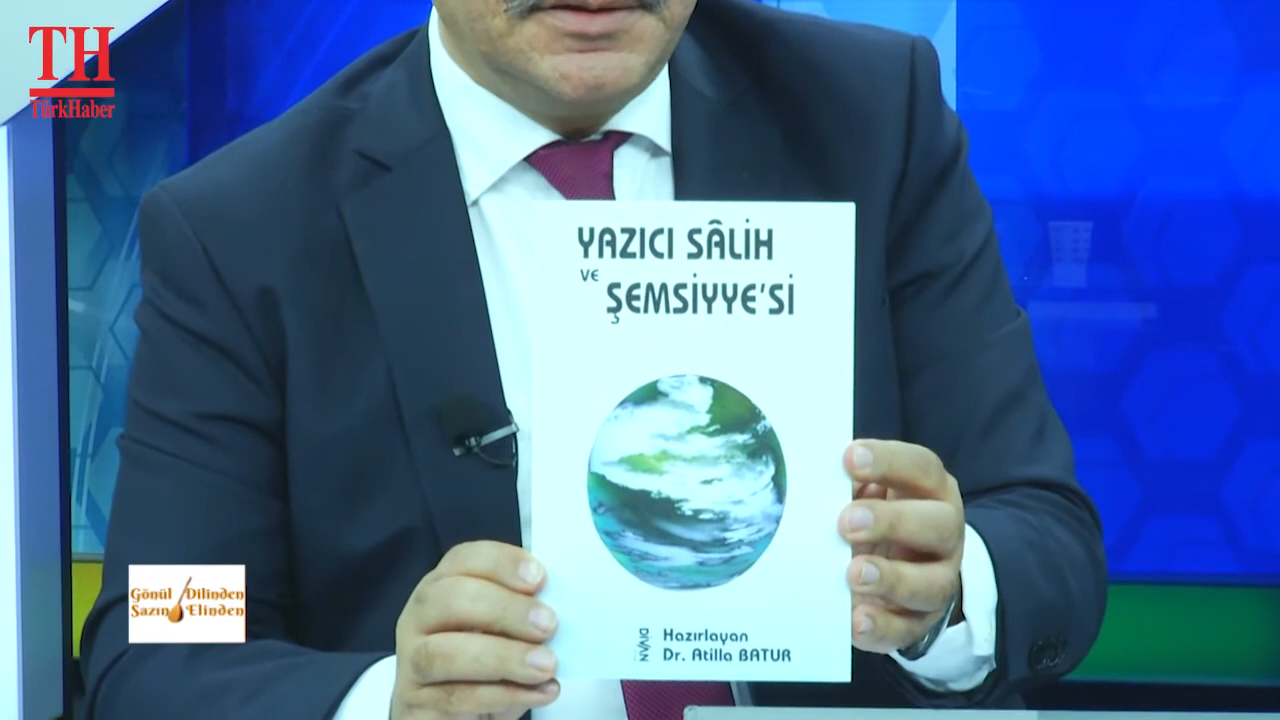 TH
TürkHaber
YAZICI SÂLİH
VE
ŞEMSİYYE'Sİ
DİVAN
Hazırlayan
Dr. Atilla BATUR
Gönül Dilinden
Sazın Elinden